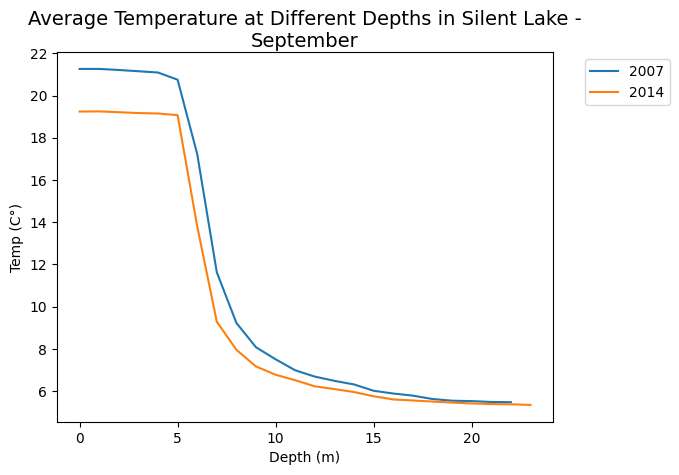 Average Temperature at Different Depths in Silent Lake -
September
2007
2014
22
20
18
16
14
12
10
8
6
Temp (C°)
0 5 10 15 20
Depth (m)